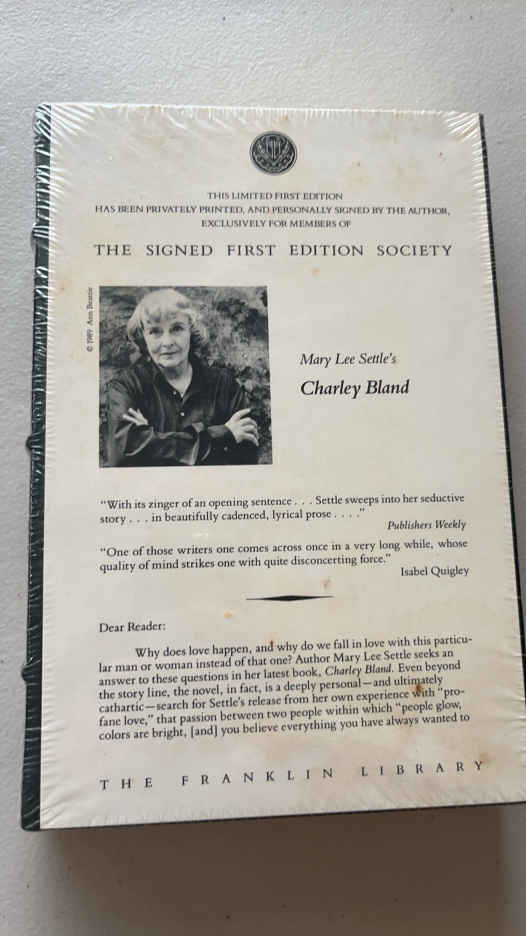 THIS LIMITED FIRST EDITION
HAS BEEN PRIVATELY PRINTED, AND PERSONALLY SIGNED BY THE AUTHOR,
EXCLUSIVELY FOR MEMBERS OF
THE SIGNED FIRST EDITION SOCIETY
© 1989 Ann Beattie
Mary Lee Settle's
Charley Bland
“With its zinger of an opening sentence . . . Settle sweeps into her seductive
story . . . in beautifully cadenced, lyrical prose . . . .”
Publishers Weekly
“One of those writers one comes across once in a very long while, whose
quality of mind strikes one with quite disconcerting force.”
Isabel Quigley
Dear Reader:
Why does love happen, and why do we fall in love with this particu-
lar man or woman instead of that one? Author Mary Lee Settle seeks an
answer to these questions in her latest book, Charley Bland. Even beyond
the story line, the novel, in fact, is a deeply personal—and ultimately
cathartic—search for Settle's release from her own experience with “pro-
fane love,” that passion between two people within which “people glow,
colors are bright, [and] you believe everything you have always wanted to
THE FRANKLIN LIBRARY